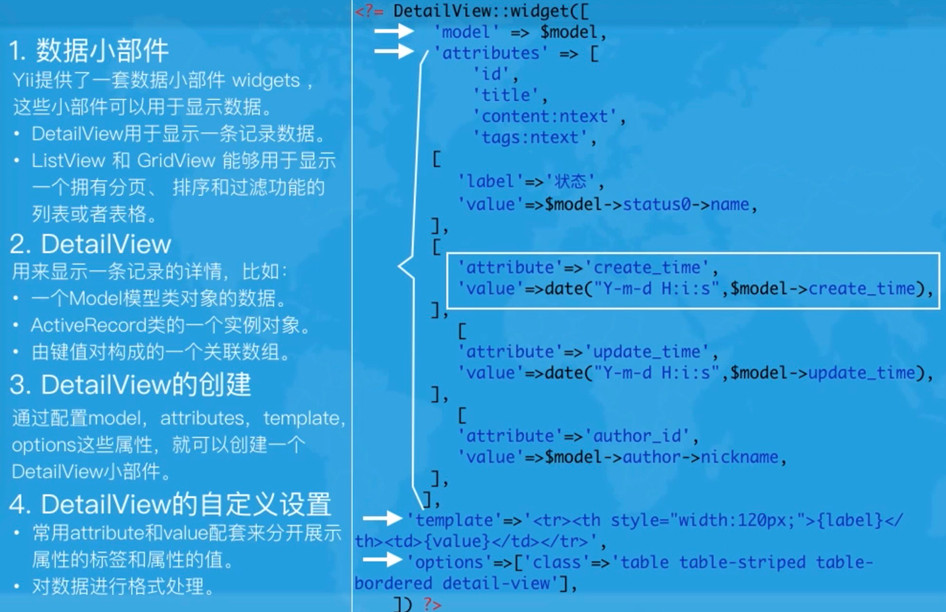 1. 数据小部件
Yii提供了一套数据小部件 widgets，
这些小部件可以用于显示数据。
• DetailView用于显示一条记录数据。
• ListView 和 GridView 能够用于显示
一个拥有分页、 排序和过滤功能的
列表或者表格。
2. DetailView
用来显示一条记录的详情，比如：
• 一个Model模型类对象的数据。
• ActiveRecord类的一个实例对象。
• 由键值对构成的一个关联数组。
3. DetailView的创建
通过配置model，attributes，template，
options这些属性，就可以创建一个
DetailView小部件。
4. DetailView的自定义设置
• 常用attribute和value配套来分开展示
属性的标签和属性的值。
• 对数据进行格式处理。
<?= DetailView::widget([
'model' => $model,
'attributes' => [
'id',
'title',
'content:ntext',
'tags:ntext',
[
'label'=>'状态',
'value'=>$model->status0->name,
],
[
'attribute'=>'create_time',
'value'=>date("Y-m-d H:i:s",$model->create_time),
],
[
'attribute'=>'update_time',
'value'=>date("Y-m-d H:i:s",$model->update_time),
],
[
'attribute'=>'author_id',
'value'=>$model->author->nickname,
],
],
'template'=>'<tr><th style="width:120px;">{label}</
th><td>{value}</td></tr>',
'options'=>['class'=>'table table-striped table-
bordered detail-view'],
]) ?>